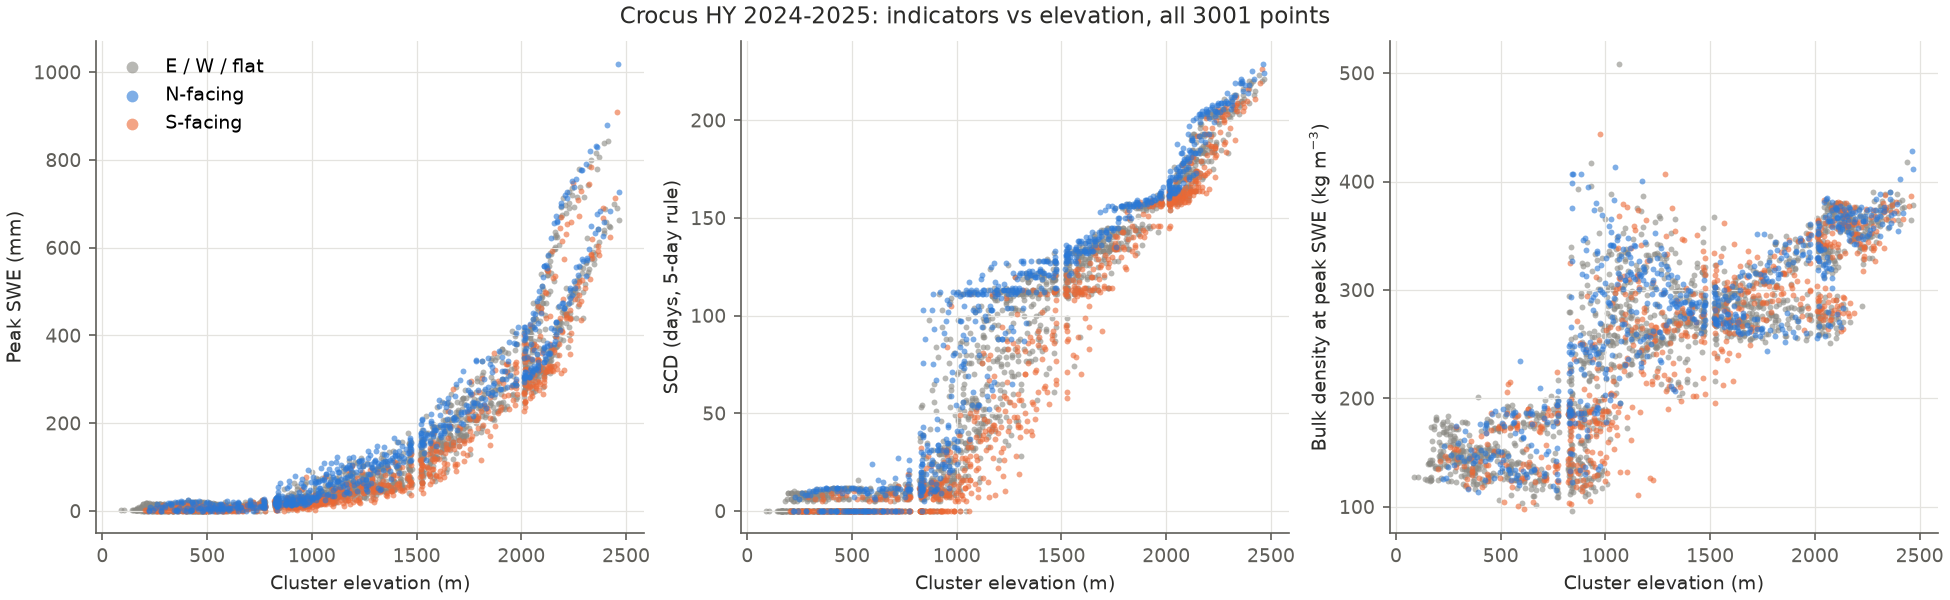 Crocus HY 2024-2025: indicators vs elevation, all 3001 points
E / W / flat
N-facing
S-facing
Peak SWE (mm)
1000
800
600
400
200
0
0 500 1000 1500 2000 2500
Cluster elevation (m)
SCD (days, 5-day rule)
200
150
100
50
0
0 500 1000 1500 2000 2500
Cluster elevation (m)
Bulk density at peak SWE (kg m⁻³)
500
400
300
200
100
0 500 1000 1500 2000 2500
Cluster elevation (m)